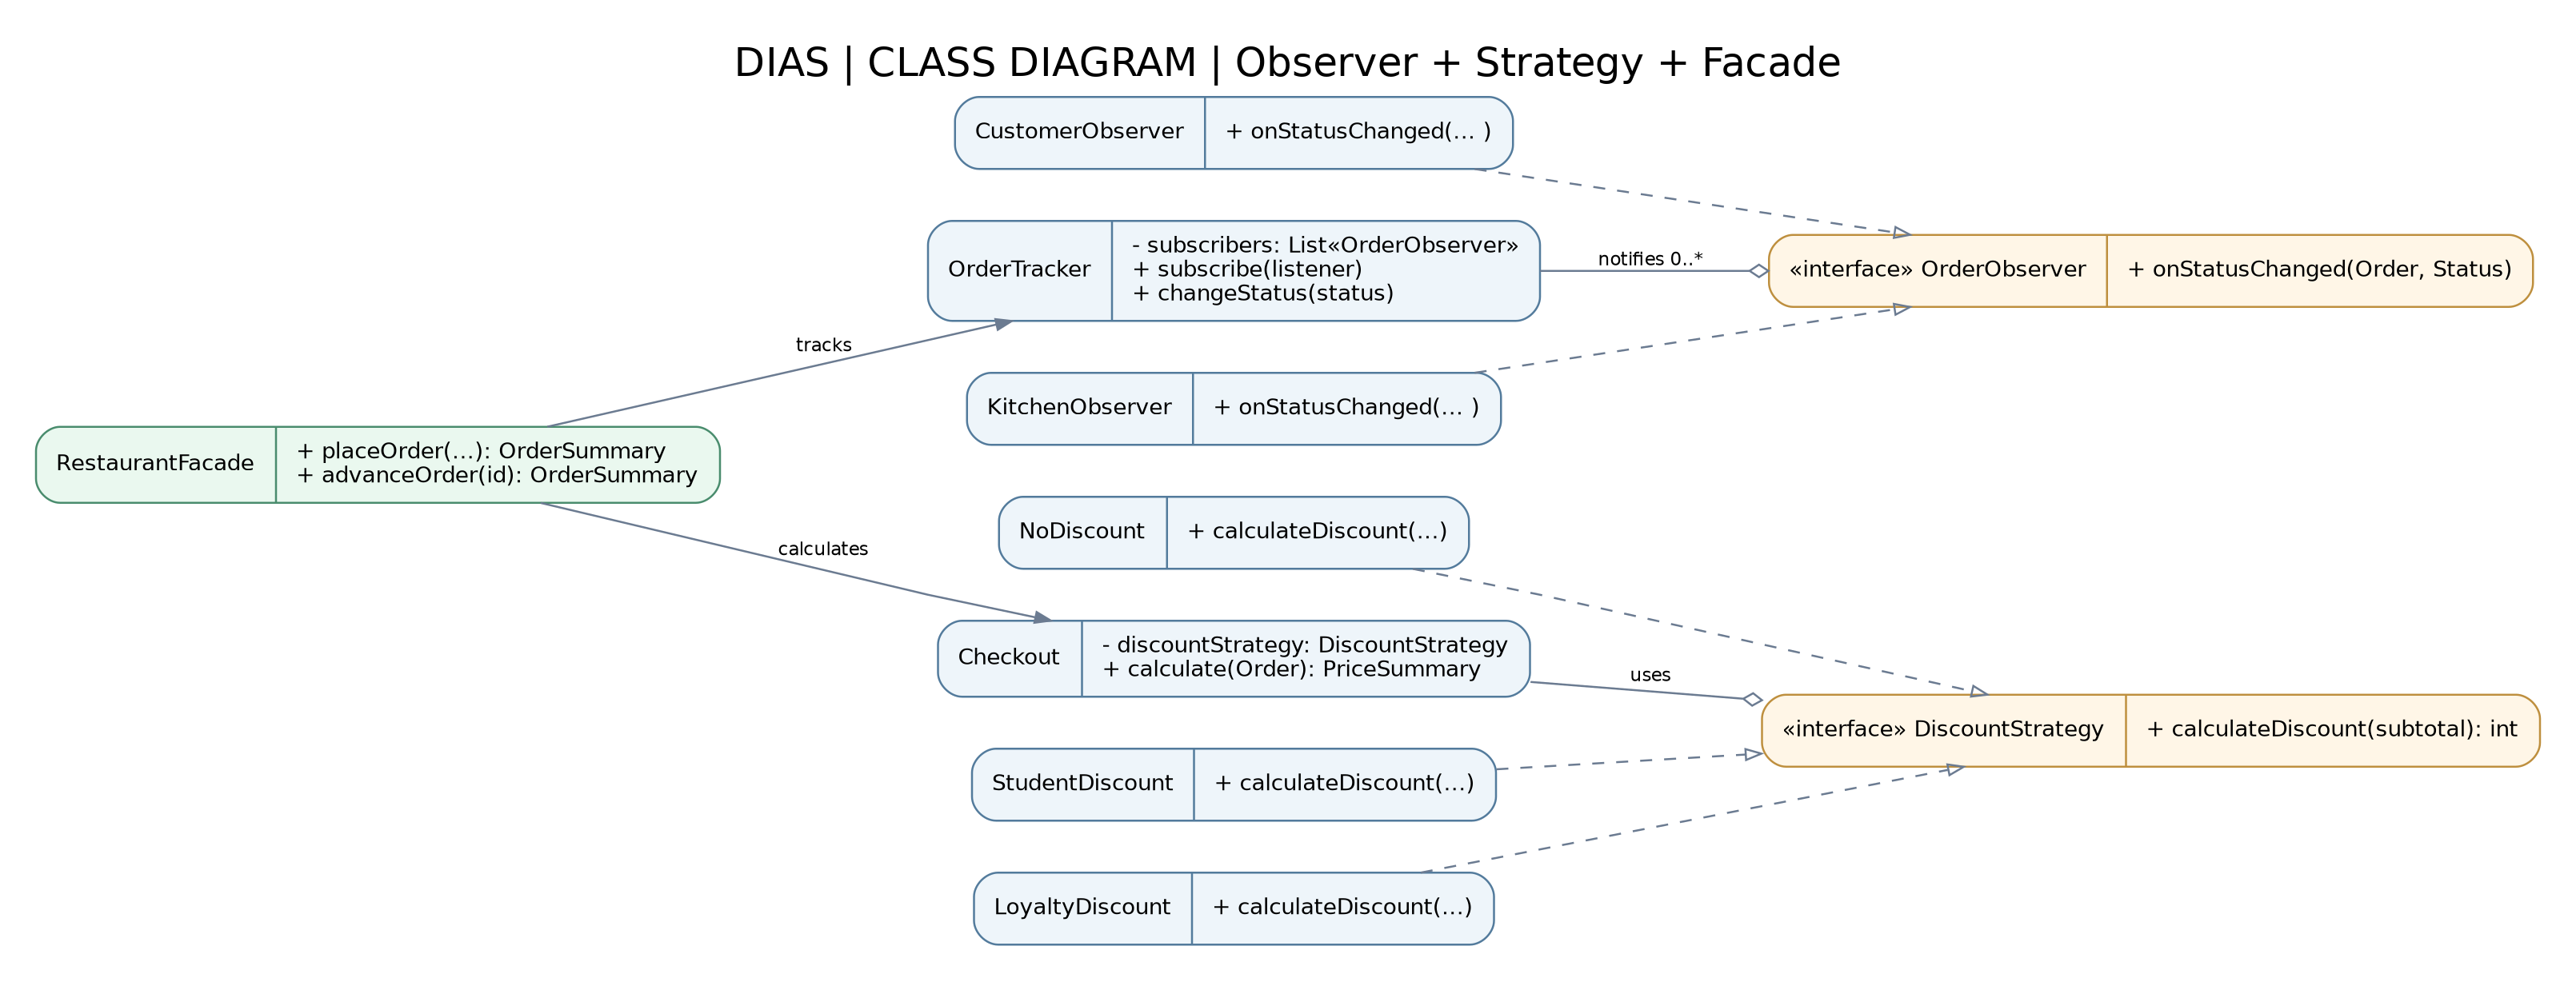 DIAS | CLASS DIAGRAM | Observer + Strategy + Facade
CustomerObserver
+ onStatusChanged(... )
OrderTracker
- subscribers: List«OrderObserver»
+ subscribe(listener)
+ changeStatus(status)
notifies 0..*
«interface» OrderObserver
+ onStatusChanged(Order, Status)
tracks
KitchenObserver
+ onStatusChanged(... )
RestaurantFacade
+ placeOrder(...): OrderSummary
+ advanceOrder(id): OrderSummary
NoDiscount
+ calculateDiscount(...)
calculates
Checkout
- discountStrategy: DiscountStrategy
+ calculate(Order): PriceSummary
uses
«interface» DiscountStrategy
+ calculateDiscount(subtotal): int
StudentDiscount
+ calculateDiscount(...)
LoyaltyDiscount
+ calculateDiscount(...)